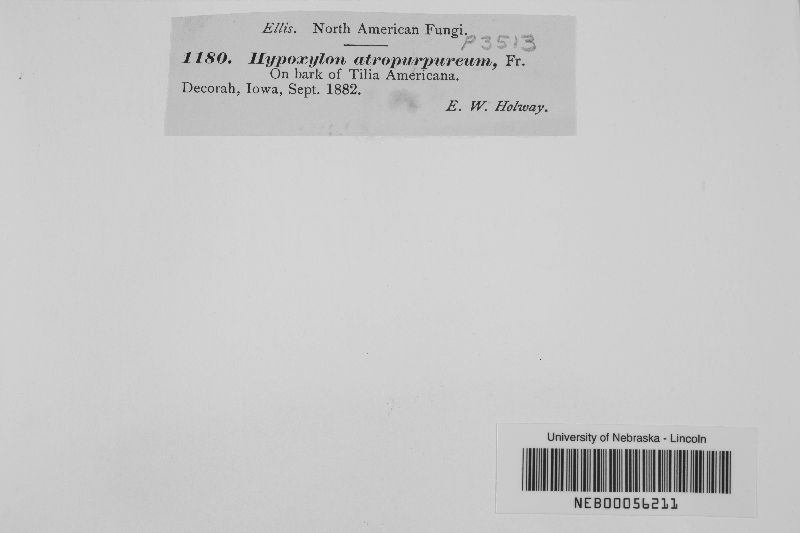 Ellis. North American Fungi.
P3513
1180. Hypoxylon atropurpureum, Fr.
On bark of Tilia Americana.
Decorah, Iowa, Sept. 1882.
E. W. Holway.
University of Nebraska - Lincoln
NEB00056211